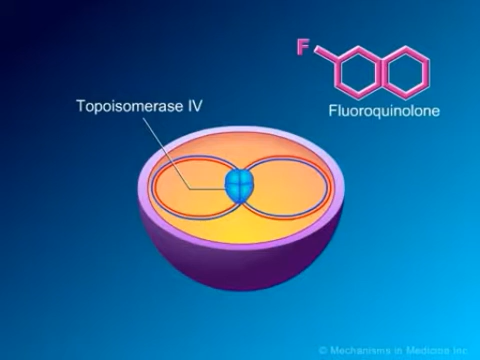 F
Topoisomerase IV
Fluoroquinolone
© Mechanisms in Medicine Inc.